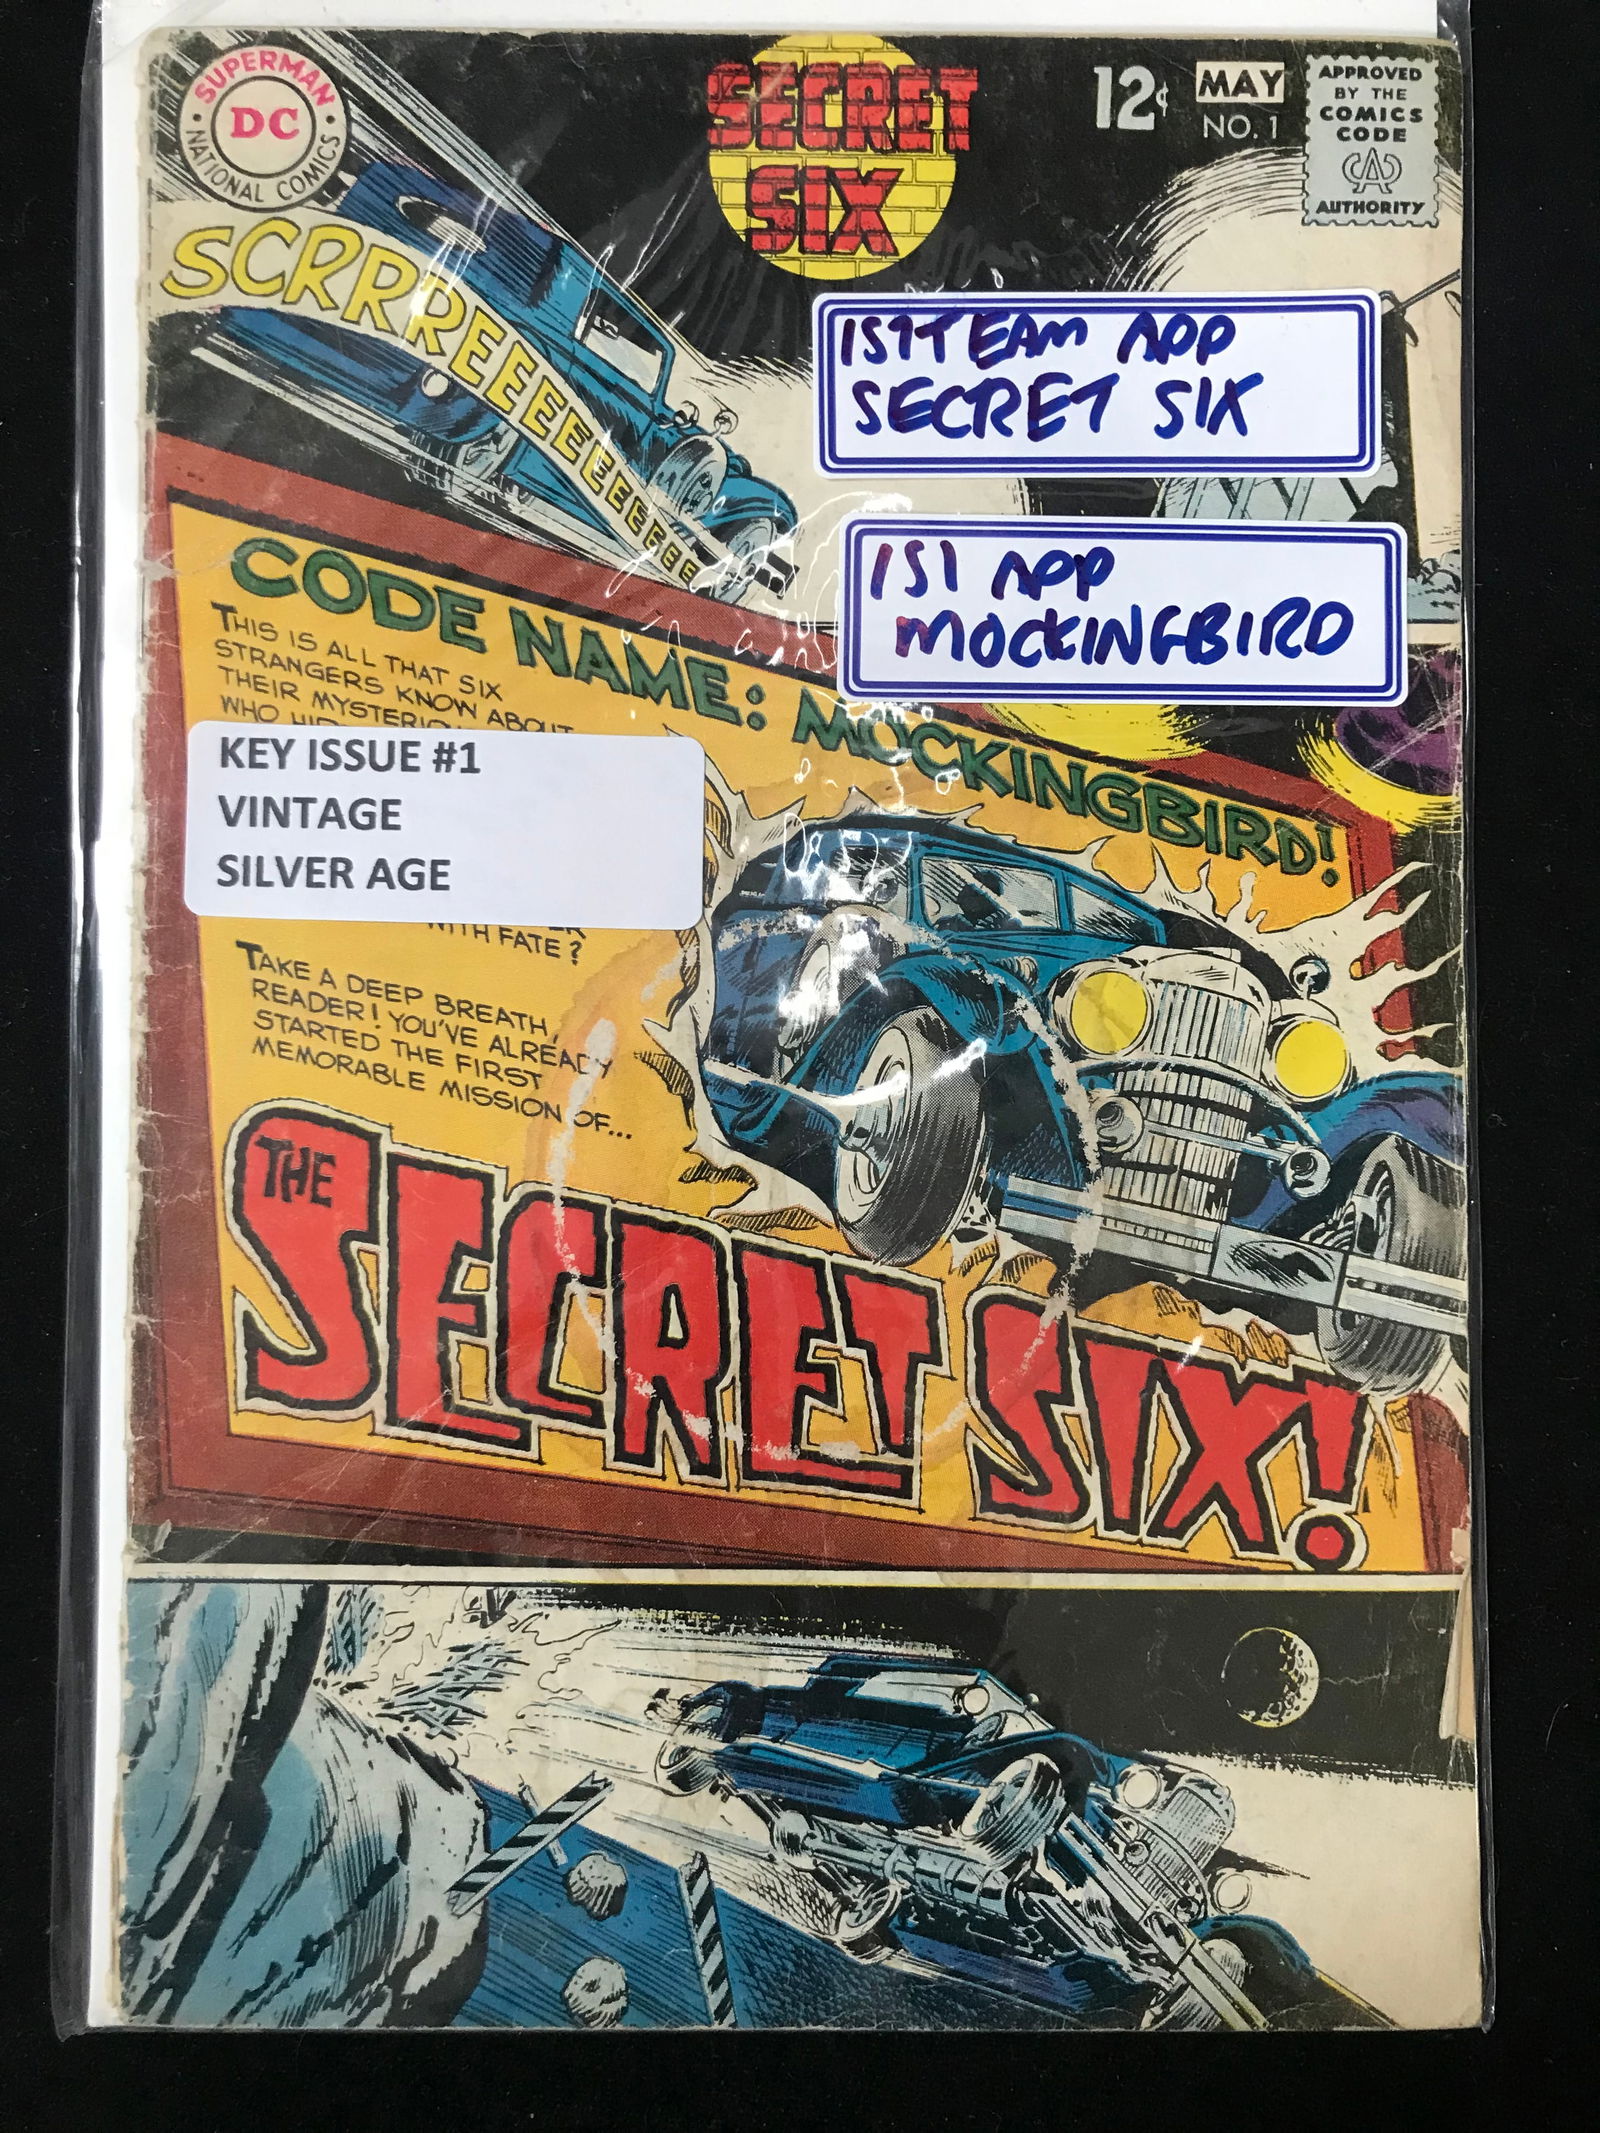 SUPERMAN
DC
NATIONAL COMICS
SECRET
SIX
12¢
MAY
NO. 1
APPROVED
BY THE
COMICS
CODE
CA
AUTHORITY
SCRRREEEEEEEEEEEEE
1ST TEAM APP
SECRET SIX
1ST APP
MOCKINGBIRD
CODE NAME: MOCKINGBIRD!
THIS IS ALL THAT SIX
STRANGERS KNOW ABOUT
THEIR
WHO
KEY ISSUE #1
VINTAGE
SILVER AGE
WITH FATE?
TAKE A DEEP BREATH,
READER! YOU'VE ALREADY
STARTED THE FIRST
MEMORABLE MISSION OF...
THE
SECRET SIX!